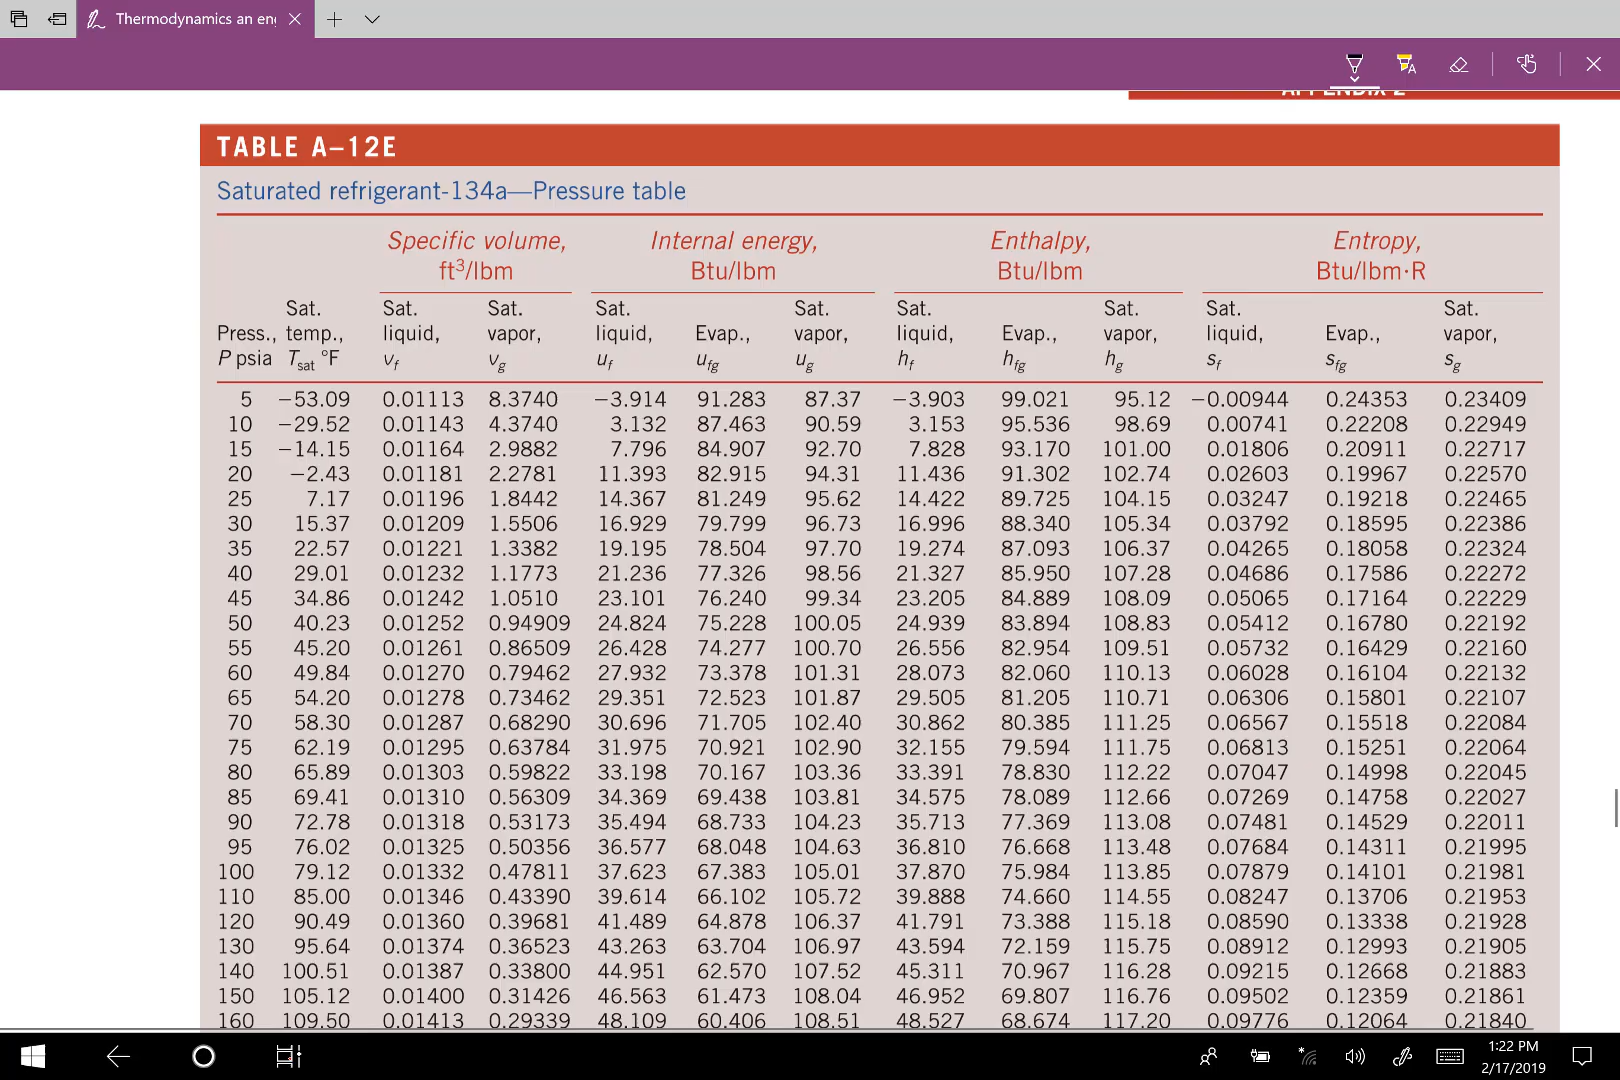 Thermodynamics an en
TABLE A–12E
Saturated refrigerant-134a—Pressure table
Specific volume, Internal energy, Enthalpy, Entropy,
ft³/lbm Btu/lbm Btu/lbm Btu/lbm·R
Sat. Sat. Sat. Sat. Sat. Sat. Sat. Sat. Sat.
Press., temp., liquid, vapor, liquid, Evap., vapor, liquid, Evap., vapor, liquid, Evap., vapor,
P psia Tsat °F vf vg uf ufg ug hf hfg hg sf sfg sg
5 −53.09 0.01113 8.3740 −3.914 91.283 87.37 −3.903 99.021 95.12 −0.00944 0.24353 0.23409
10 −29.52 0.01143 4.3740 3.132 87.463 90.59 3.153 95.536 98.69 0.00741 0.22208 0.22949
15 −14.15 0.01164 2.9882 7.796 84.907 92.70 7.828 93.170 101.00 0.01806 0.20911 0.22717
20 −2.43 0.01181 2.2781 11.393 82.915 94.31 11.436 91.302 102.74 0.02603 0.19967 0.22570
25 7.17 0.01196 1.8442 14.367 81.249 95.62 14.422 89.725 104.15 0.03247 0.19218 0.22465
30 15.37 0.01209 1.5506 16.929 79.799 96.73 16.996 88.340 105.34 0.03792 0.18595 0.22386
35 22.57 0.01221 1.3382 19.195 78.504 97.70 19.274 87.093 106.37 0.04265 0.18058 0.22324
40 29.01 0.01232 1.1773 21.236 77.326 98.56 21.327 85.950 107.28 0.04686 0.17586 0.22272
45 34.86 0.01242 1.0510 23.101 76.240 99.34 23.205 84.889 108.09 0.05065 0.17164 0.22229
50 40.23 0.01252 0.94909 24.824 75.228 100.05 24.939 83.894 108.83 0.05412 0.16780 0.22192
55 45.20 0.01261 0.86509 26.428 74.277 100.70 26.556 82.954 109.51 0.05732 0.16429 0.22160
60 49.84 0.01270 0.79462 27.932 73.378 101.31 28.073 82.060 110.13 0.06028 0.16104 0.22132
65 54.20 0.01278 0.73462 29.351 72.523 101.87 29.505 81.205 110.71 0.06306 0.15801 0.22107
70 58.30 0.01287 0.68290 30.696 71.705 102.40 30.862 80.385 111.25 0.06567 0.15518 0.22084
75 62.19 0.01295 0.63784 31.975 70.921 102.90 32.155 79.594 111.75 0.06813 0.15251 0.22064
80 65.89 0.01303 0.59822 33.198 70.167 103.36 33.391 78.830 112.22 0.07047 0.14998 0.22045
85 69.41 0.01310 0.56309 34.369 69.438 103.81 34.575 78.089 112.66 0.07269 0.14758 0.22027
90 72.78 0.01318 0.53173 35.494 68.733 104.23 35.713 77.369 113.08 0.07481 0.14529 0.22011
95 76.02 0.01325 0.50356 36.577 68.048 104.63 36.810 76.668 113.48 0.07684 0.14311 0.21995
100 79.12 0.01332 0.47811 37.623 67.383 105.01 37.870 75.984 113.85 0.07879 0.14101 0.21981
110 85.00 0.01346 0.43390 39.614 66.102 105.72 39.888 74.660 114.55 0.08247 0.13706 0.21953
120 90.49 0.01360 0.39681 41.489 64.878 106.37 41.791 73.388 115.18 0.08590 0.13338 0.21928
130 95.64 0.01374 0.36523 43.263 63.704 106.97 43.594 72.159 115.75 0.08912 0.12993 0.21905
140 100.51 0.01387 0.33800 44.951 62.570 107.52 45.311 70.967 116.28 0.09215 0.12668 0.21883
150 105.12 0.01400 0.31426 46.563 61.473 108.04 46.952 69.807 116.76 0.09502 0.12359 0.21861
160 109.50 0.01413 0.29339 48.109 60.406 108.51 48.527 68.674 117.20 0.09776 0.12064 0.21840
1:22 PM
2/17/2019